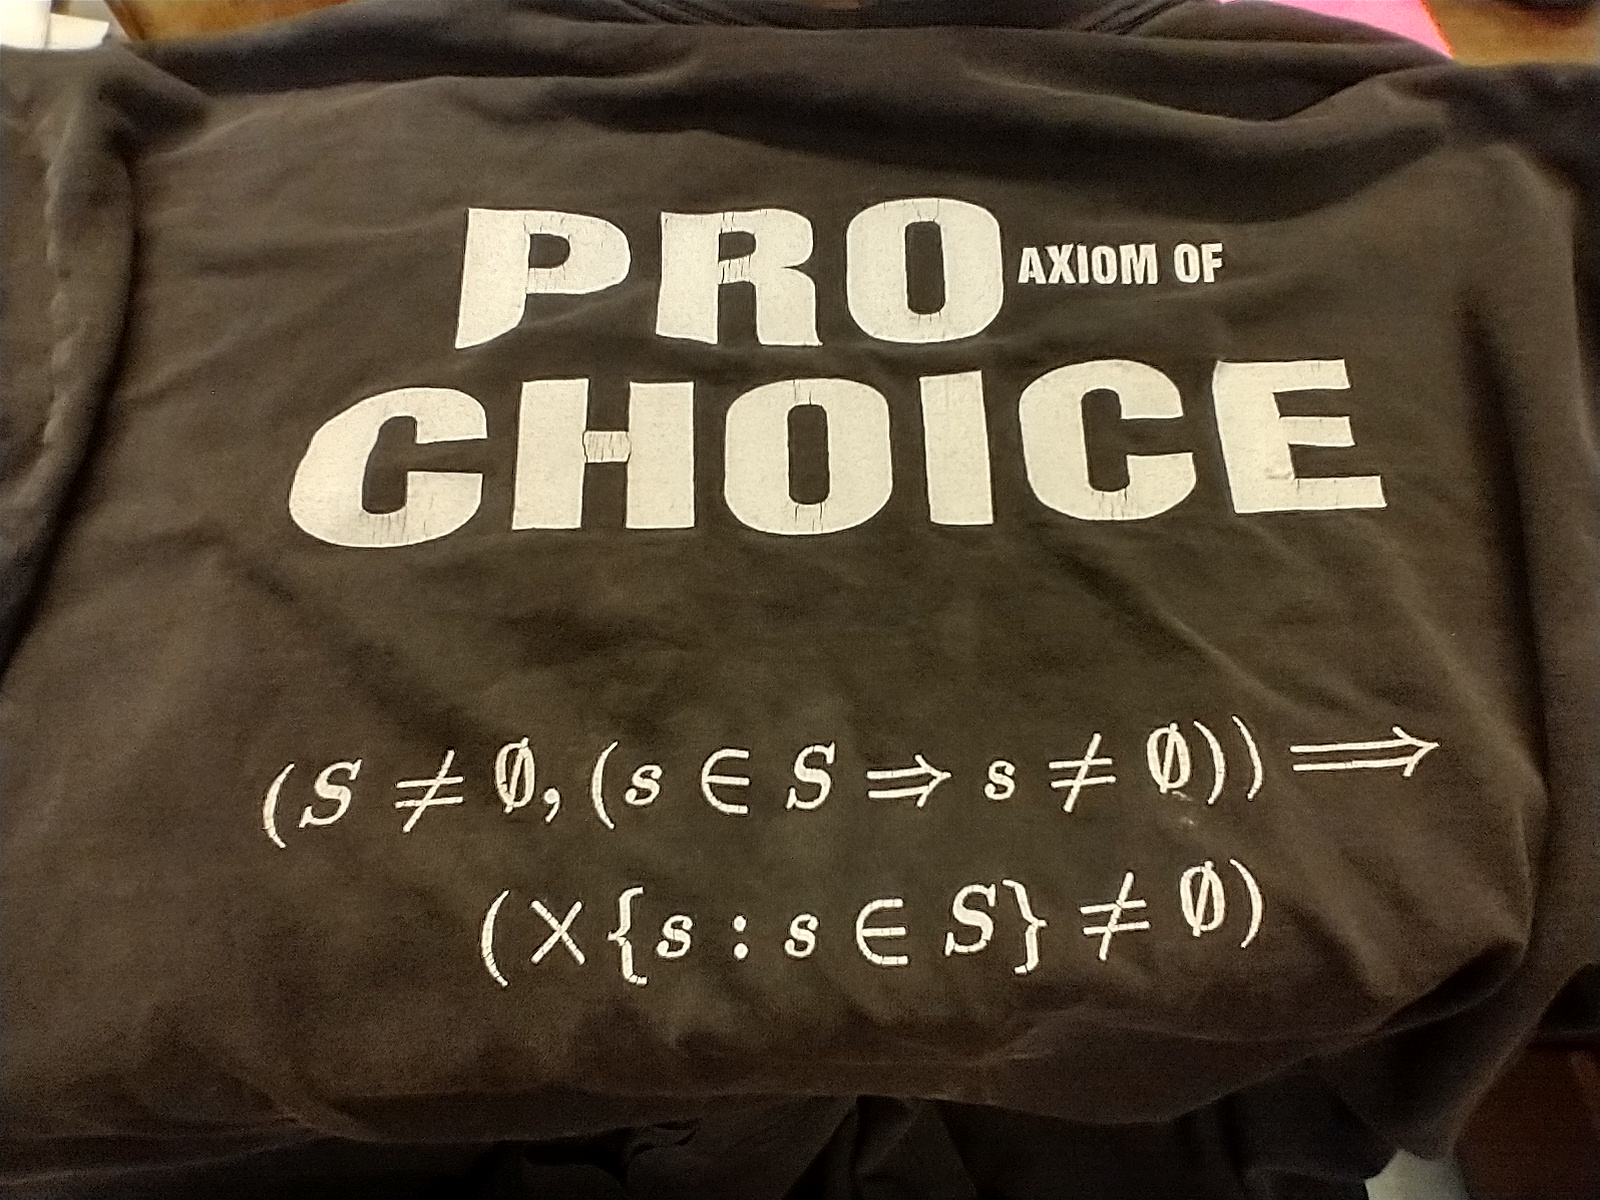 PRO AXIOM OF
CHOICE
(S ≠ ∅, (s ∈ S ⇒ s ≠ ∅)) ⟹
(×{s : s ∈ S} ≠ ∅)